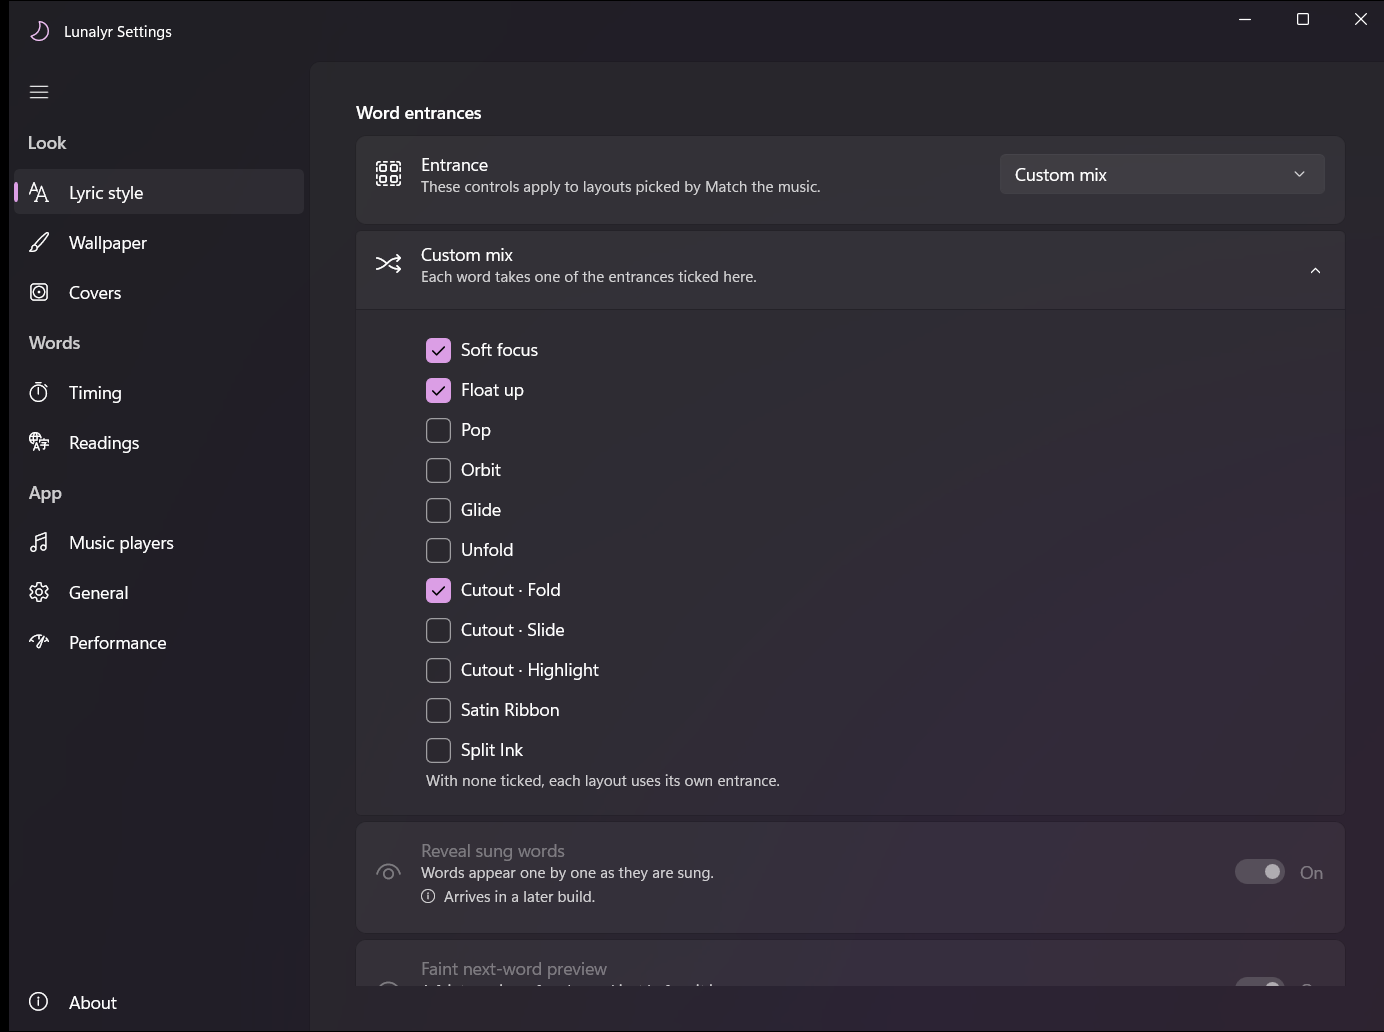 Lunalyr Settings
Look
Lyric style
Wallpaper
Covers
Words
Timing
Readings
App
Music players
General
Performance
About
Word entrances
Entrance
These controls apply to layouts picked by Match the music.
Custom mix
Custom mix
Each word takes one of the entrances ticked here.
Soft focus
Float up
Pop
Orbit
Glide
Unfold
Cutout · Fold
Cutout · Slide
Cutout · Highlight
Satin Ribbon
Split Ink
With none ticked, each layout uses its own entrance.
Reveal sung words
Words appear one by one as they are sung.
Arrives in a later build.
On
Faint next-word preview